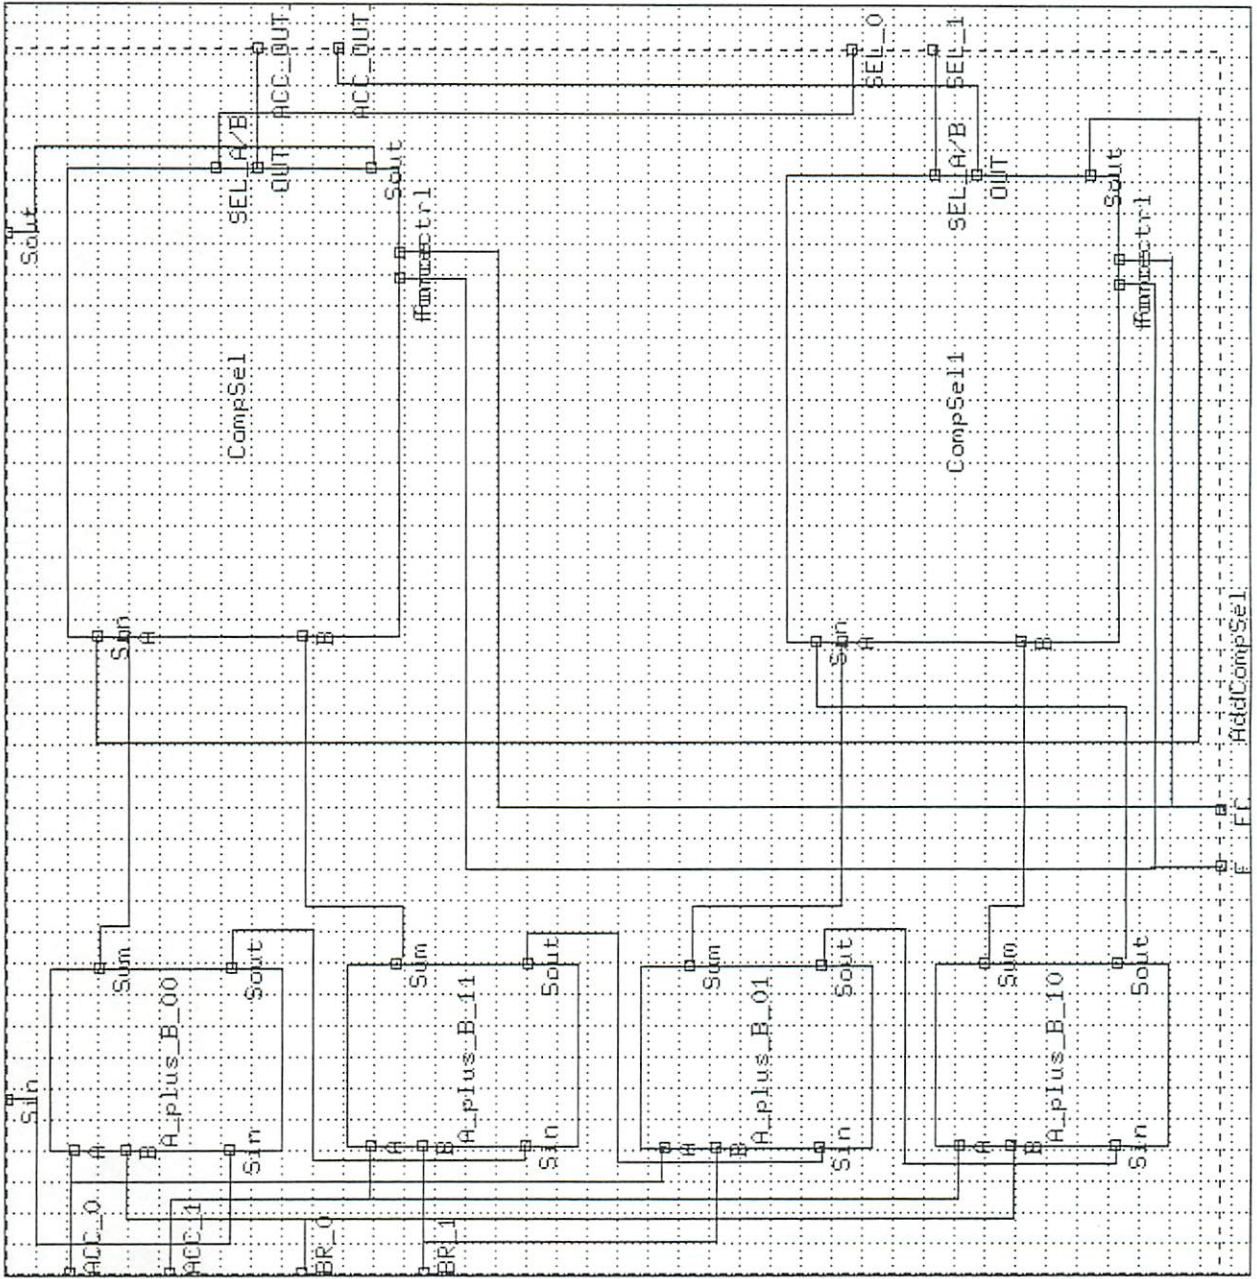 ACC_OUT
ACC_OUT
SEL_0
SEL_1
SEL_A/B
OUT
Sout
SEL_A/B
OUT
Sout
Sout
CompSel
CompSel1
Sin
A
B
Sin
A
B
AddCompSel
FC
F
Sum
Sout
Sum
Sout
Sum
Sout
Sum
Sout
A_plus_B_00
A_plus_B_11
A_plus_B_01
A_plus_B_10
Sin
A
B
Sin
A
B
Sin
A
B
Sin
A
B
Sin
ACC_0
ACC_1
BR_0
BR_1